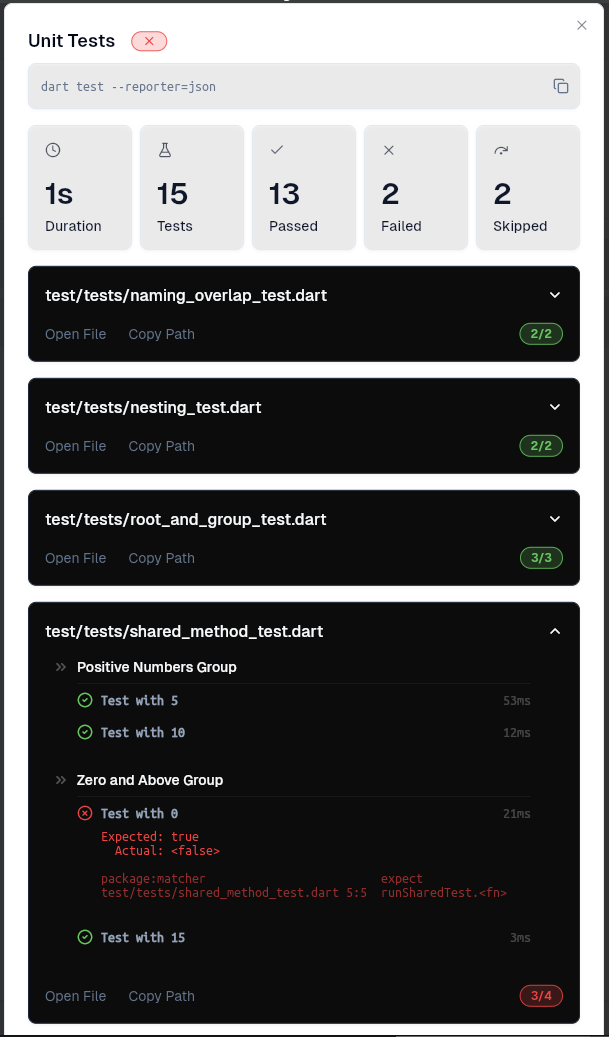 Unit Tests
dart test --reporter=json
1s
Duration
15
Tests
13
Passed
2
Failed
2
Skipped
test/tests/naming_overlap_test.dart
Open File Copy Path 2/2
test/tests/nesting_test.dart
Open File Copy Path 2/2
test/tests/root_and_group_test.dart
Open File Copy Path 3/3
test/tests/shared_method_test.dart
Positive Numbers Group
Test with 5 53ms
Test with 10 12ms
Zero and Above Group
Test with 0 21ms
Expected: true
Actual: <false>
package:matcher expect
test/tests/shared_method_test.dart 5:5 runSharedTest.<fn>
Test with 15 3ms
Open File Copy Path 3/4